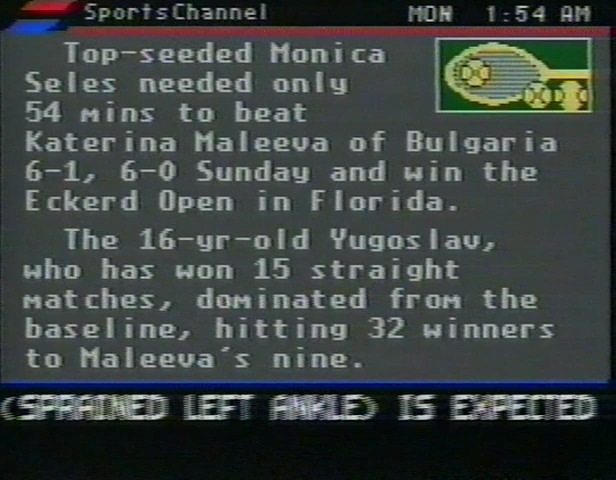 SportsChannel MON 1:54 AM
Top-seeded Monica
Seles needed only
54 mins to beat
Katerina Maleeva of Bulgaria
6-1, 6-0 Sunday and win the
Eckerd Open in Florida.
The 16-yr-old Yugoslav,
who has won 15 straight
matches, dominated from the
baseline, hitting 32 winners
to Maleeva's nine.
(SPRAINED LEFT ANKLE) IS EXPECTED